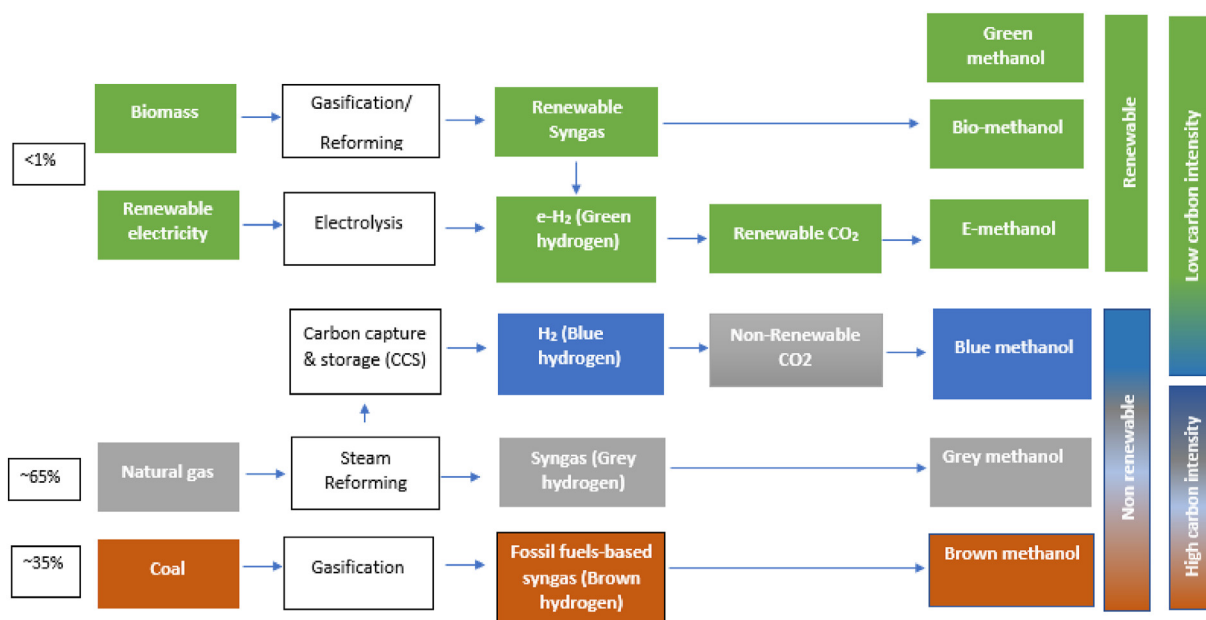 Green
methanol
Biomass
Gasification/
Reforming
Renewable
Syngas
Bio-methanol
<1%
Renewable
electricity
Electrolysis
e-H₂ (Green
hydrogen)
Renewable CO₂
E-methanol
Renewable
Low carbon intensity
Carbon capture
& storage (CCS)
H₂ (Blue
hydrogen)
Non-Renewable
CO2
Blue methanol
~65%
Natural gas
Steam
Reforming
Syngas (Grey
hydrogen)
Grey methanol
~35%
Coal
Gasification
Fossil fuels-based
syngas (Brown
hydrogen)
Brown methanol
Non renewable
High carbon intensity